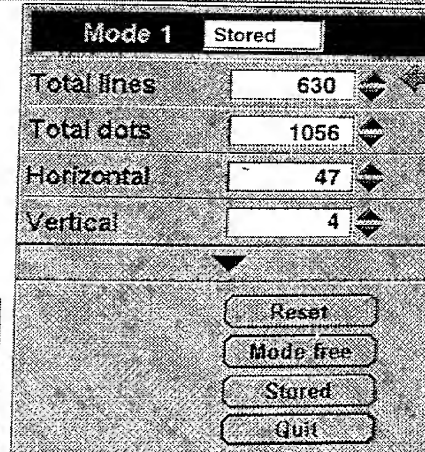 Mode 1 Stored
Total lines 630
Total dots 1056
Horizontal 47
Vertical 4
Reset
Mode free
Stored
Quit